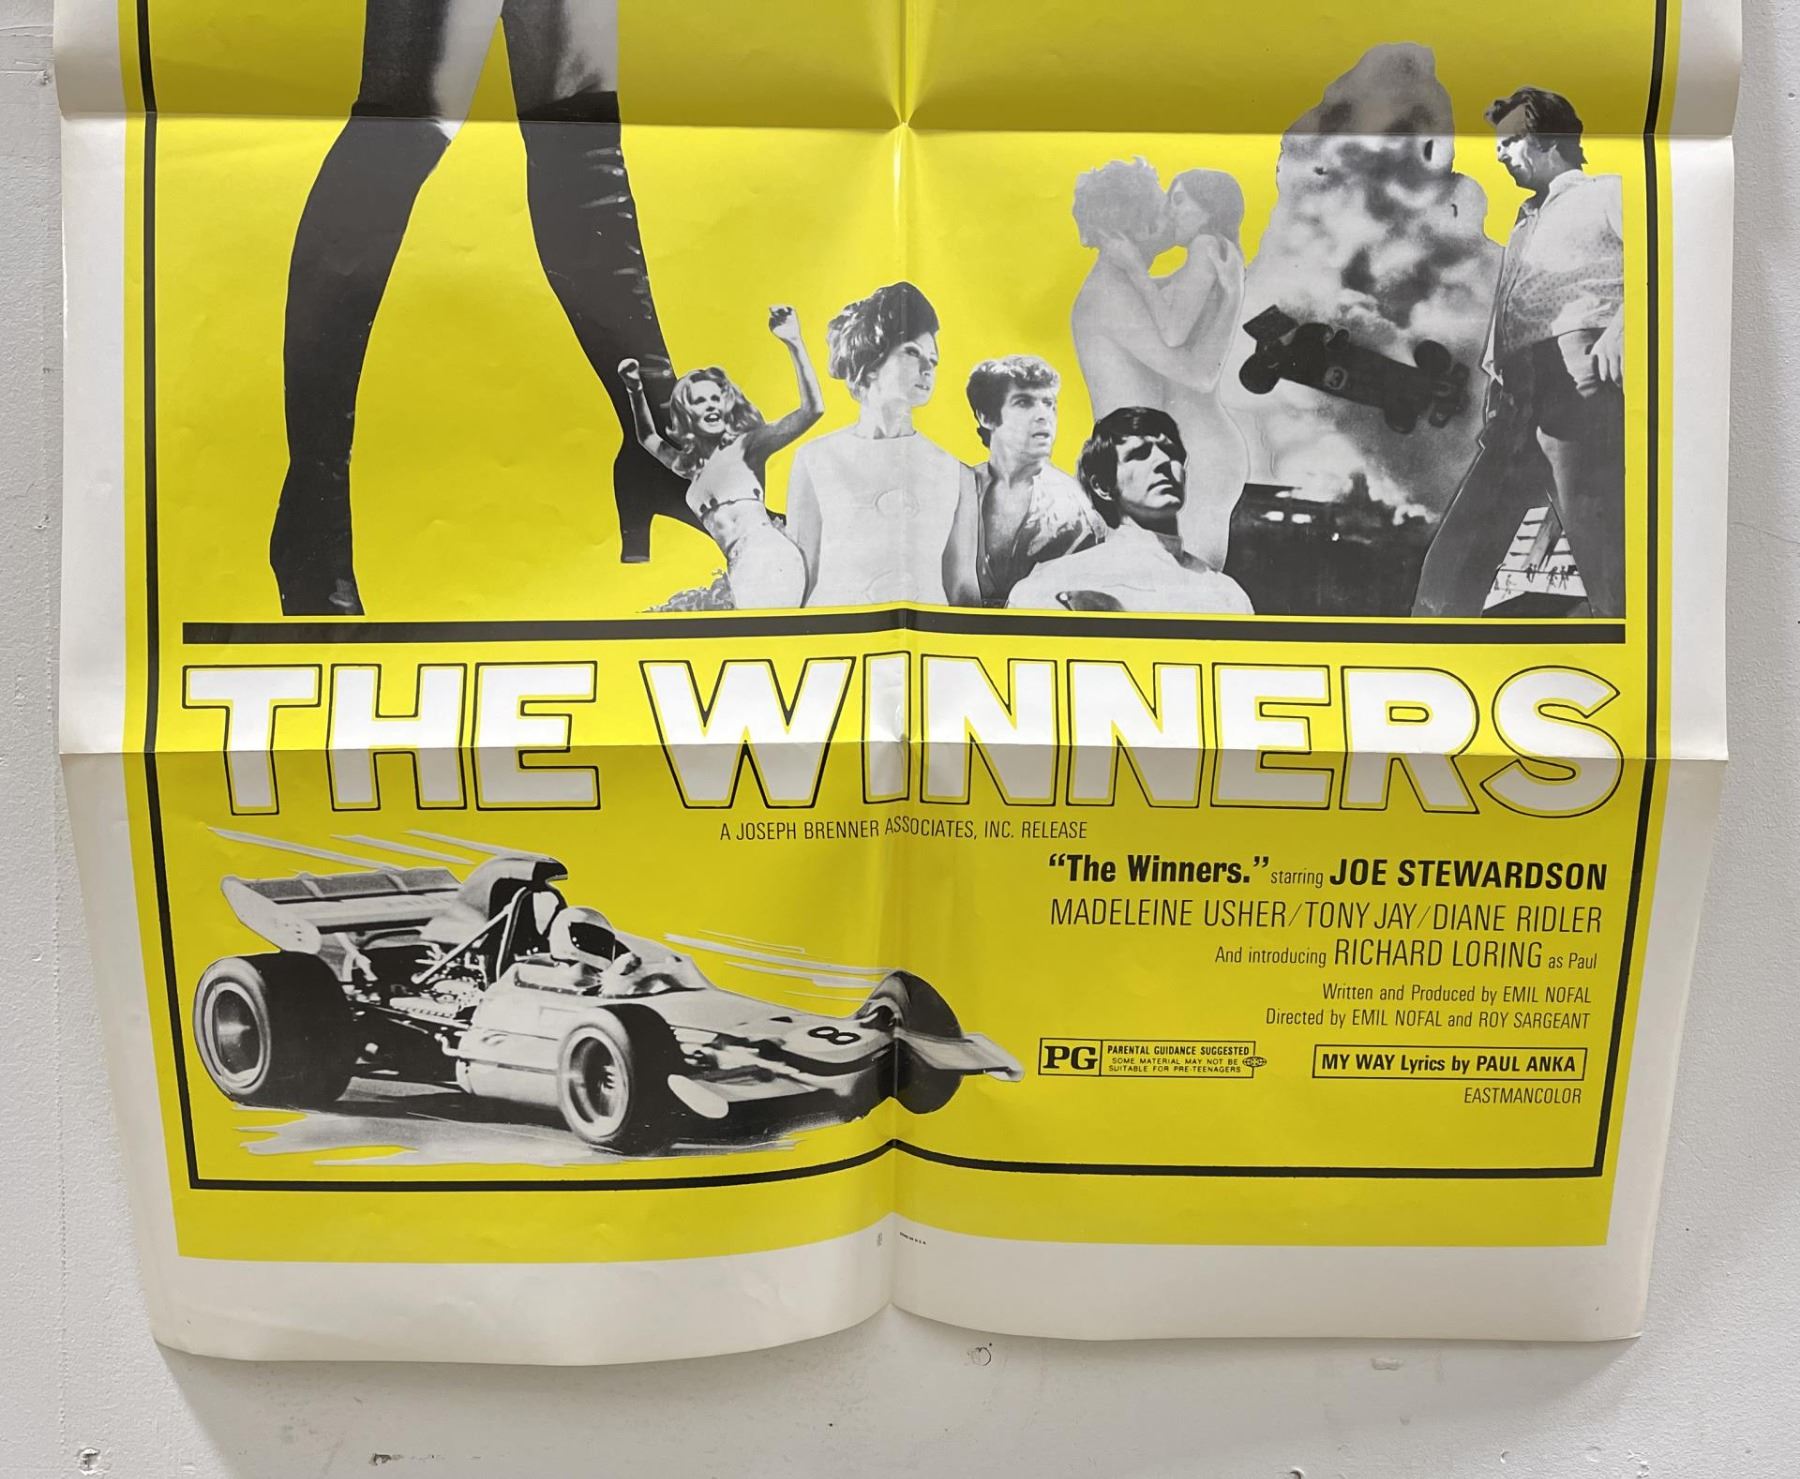 3
THE WINNERS
A JOSEPH BRENNER ASSOCIATES, INC. RELEASE
“The Winners.” starring JOE STEWARDSON
MADELEINE USHER/TONY JAY/DIANE RIDLER
And introducing RICHARD LORING as Paul
Written and Produced by EMIL NOFAL
Directed by EMIL NOFAL and ROY SARGEANT
8
PG PARENTAL GUIDANCE SUGGESTED
SOME MATERIAL MAY NOT BE
SUITABLE FOR PRE-TEENAGERS
MY WAY Lyrics by PAUL ANKA
EASTMANCOLOR